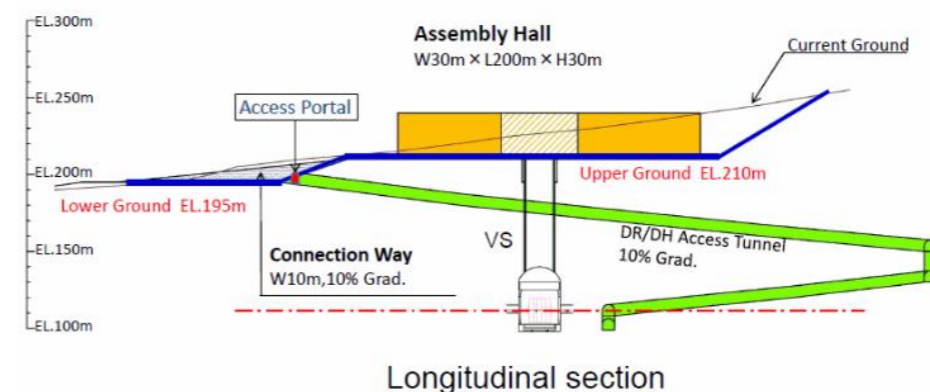 EL.300m
Assembly Hall
W30m × L200m × H30m
Current Ground
EL.250m
Access Portal
EL.200m
Upper Ground EL.210m
Lower Ground EL.195m
VS
DR/DH Access Tunnel
10% Grad.
EL.150m
Connection Way
W10m,10% Grad.
EL.100m
Longitudinal section